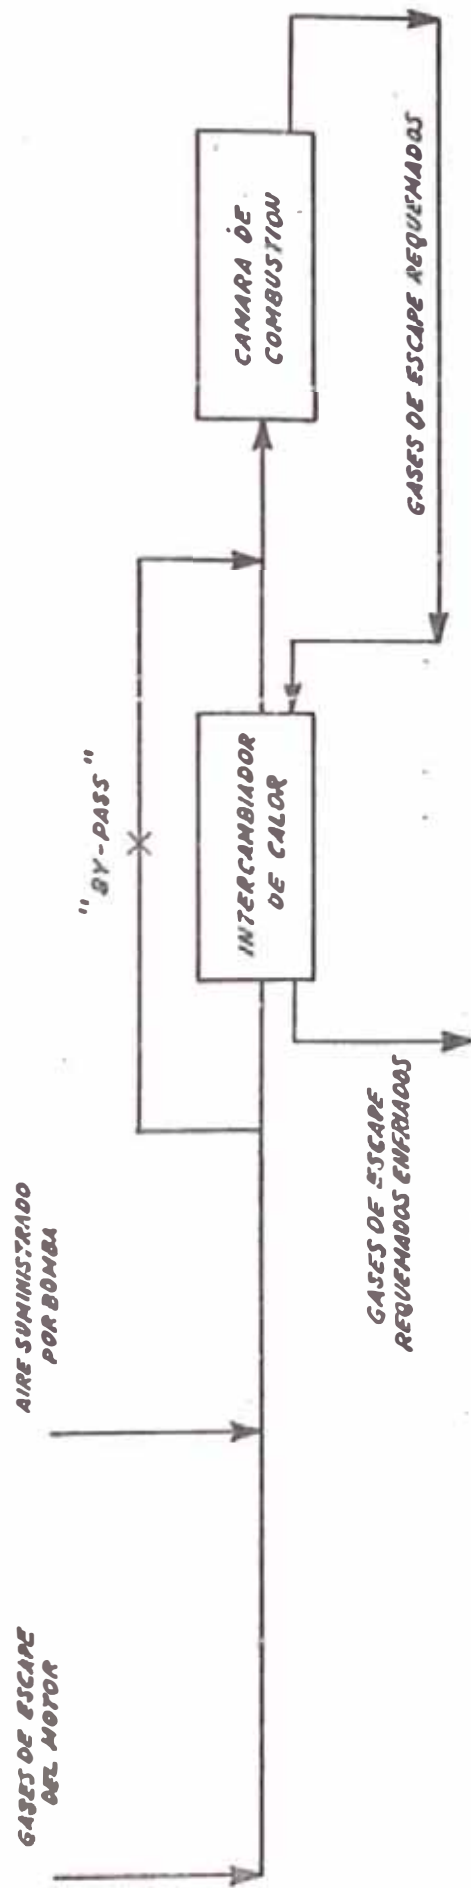 GASES DE ESCAPE
DEL MOTOR
AIRE SUMINISTRADO
POR BOMBA
"BY-PASS"
INTERCAMBIADOR
DE CALOR
CAMARA DE
COMBUSTION
GASES DE ESCAPE REQUEMADOS
GASES DE ESCAPE
REQUEMADOS ENFRIADOS